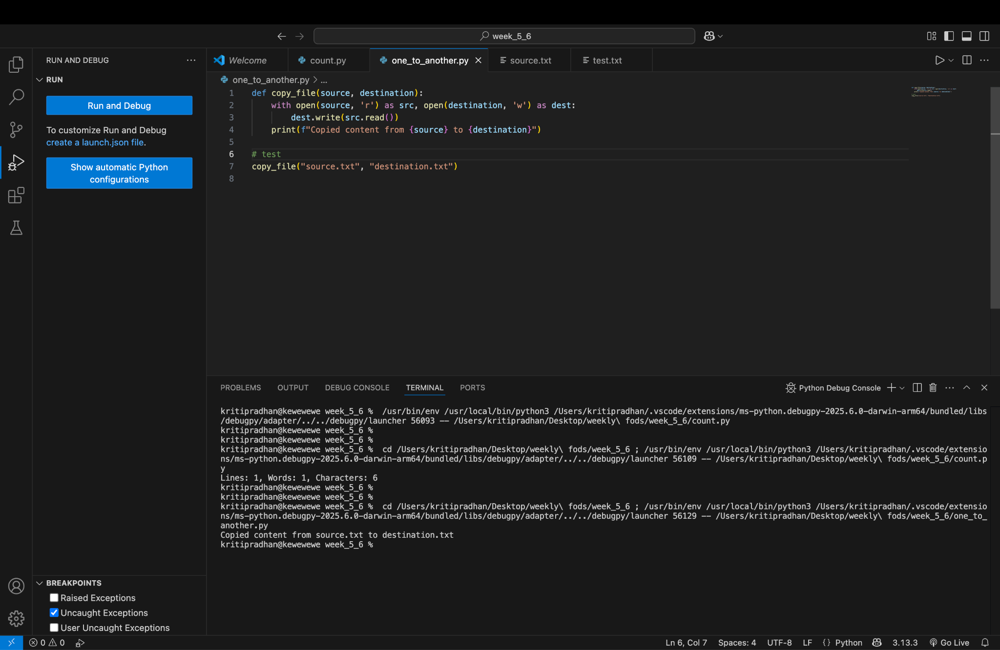 week_5_6
RUN AND DEBUG
RUN
Run and Debug
To customize Run and Debug
create a launch.json file.
Show automatic Python
configurations
Welcome
count.py
one_to_another.py
source.txt
test.txt
one_to_another.py > ...
1 def copy_file(source, destination):
2     with open(source, 'r') as src, open(destination, 'w') as dest:
3         dest.write(src.read())
4     print(f"Copied content from {source} to {destination}")
5
6 # test
7 copy_file("source.txt", "destination.txt")
8
PROBLEMS OUTPUT DEBUG CONSOLE TERMINAL PORTS
Python Debug Console
kritipradhan@kewewewe week_5_6 %  /usr/bin/env /usr/local/bin/python3 /Users/kritipradhan/.vscode/extensions/ms-python.debugpy-2025.6.0-darwin-arm64/bundled/libs
/debugpy/adapter/../../debugpy/launcher 56093 -- /Users/kritipradhan/Desktop/weekly\ fods/week_5_6/count.py
kritipradhan@kewewewe week_5_6 %
kritipradhan@kewewewe week_5_6 %
kritipradhan@kewewewe week_5_6 %  cd /Users/kritipradhan/Desktop/weekly\ fods/week_5_6 ; /usr/bin/env /usr/local/bin/python3 /Users/kritipradhan/.vscode/extensio
ns/ms-python.debugpy-2025.6.0-darwin-arm64/bundled/libs/debugpy/adapter/../../debugpy/launcher 56109 -- /Users/kritipradhan/Desktop/weekly\ fods/week_5_6/count.p
y
Lines: 1, Words: 1, Characters: 6
kritipradhan@kewewewe week_5_6 %
kritipradhan@kewewewe week_5_6 %
kritipradhan@kewewewe week_5_6 %  cd /Users/kritipradhan/Desktop/weekly\ fods/week_5_6 ; /usr/bin/env /usr/local/bin/python3 /Users/kritipradhan/.vscode/extensio
ns/ms-python.debugpy-2025.6.0-darwin-arm64/bundled/libs/debugpy/adapter/../../debugpy/launcher 56129 -- /Users/kritipradhan/Desktop/weekly\ fods/week_5_6/one_to_
another.py
Copied content from source.txt to destination.txt
kritipradhan@kewewewe week_5_6 %
BREAKPOINTS
Raised Exceptions
Uncaught Exceptions
User Uncaught Exceptions
0 0
Ln 6, Col 7 Spaces: 4 UTF-8 LF {} Python 3.13.3 Go Live